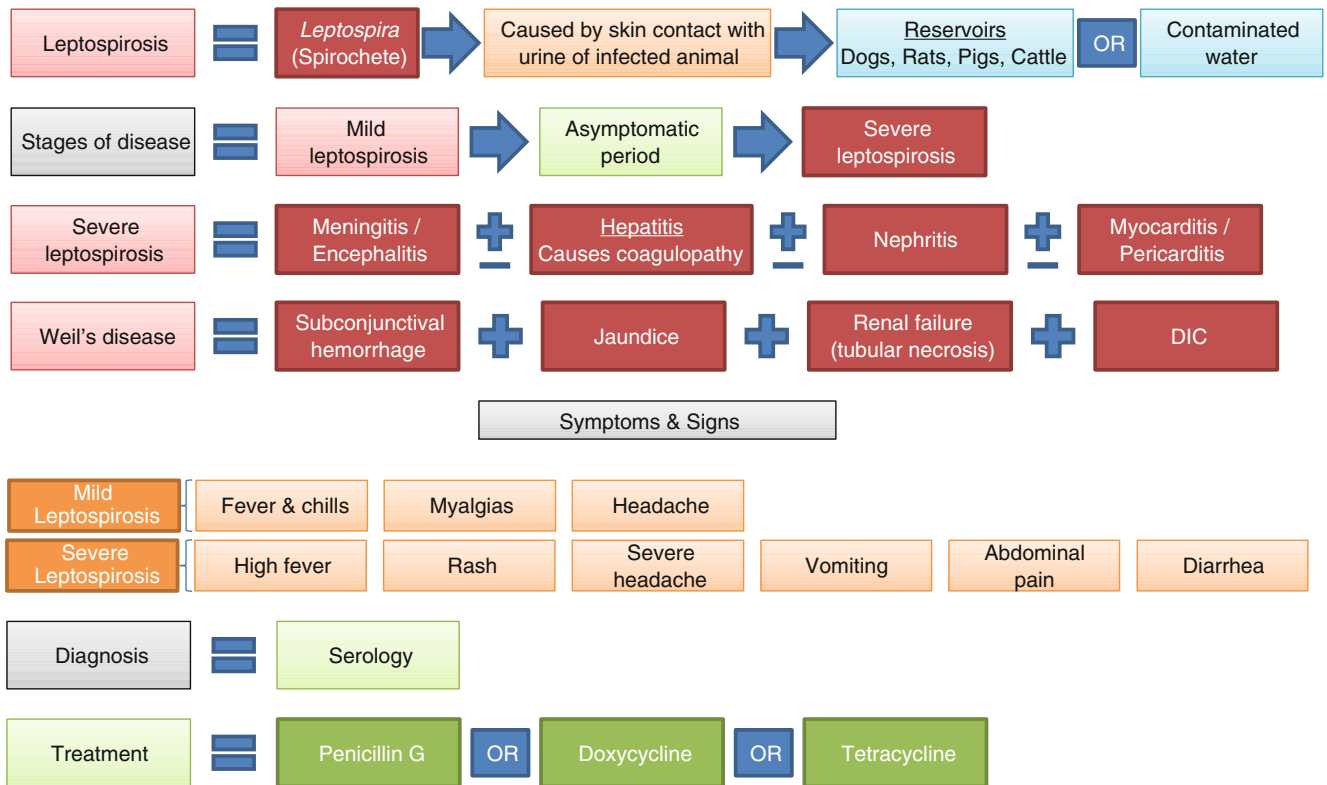 Leptospirosis
Leptospira
(Spirochete)
Caused by skin contact with
urine of infected animal
Reservoirs
Dogs, Rats, Pigs, Cattle
OR
Contaminated
water
Stages of disease
Mild
leptospirosis
Asymptomatic
period
Severe
leptospirosis
Severe
leptospirosis
Meningitis /
Encephalitis
Hepatitis
Causes coagulopathy
Nephritis
Myocarditis /
Pericarditis
Weil's disease
Subconjunctival
hemorrhage
Jaundice
Renal failure
(tubular necrosis)
DIC
Symptoms & Signs
Mild
Leptospirosis
Fever & chills
Myalgias
Headache
Severe
Leptospirosis
High fever
Rash
Severe
headache
Vomiting
Abdominal
pain
Diarrhea
Diagnosis
Serology
Treatment
Penicillin G
OR
Doxycycline
OR
Tetracycline